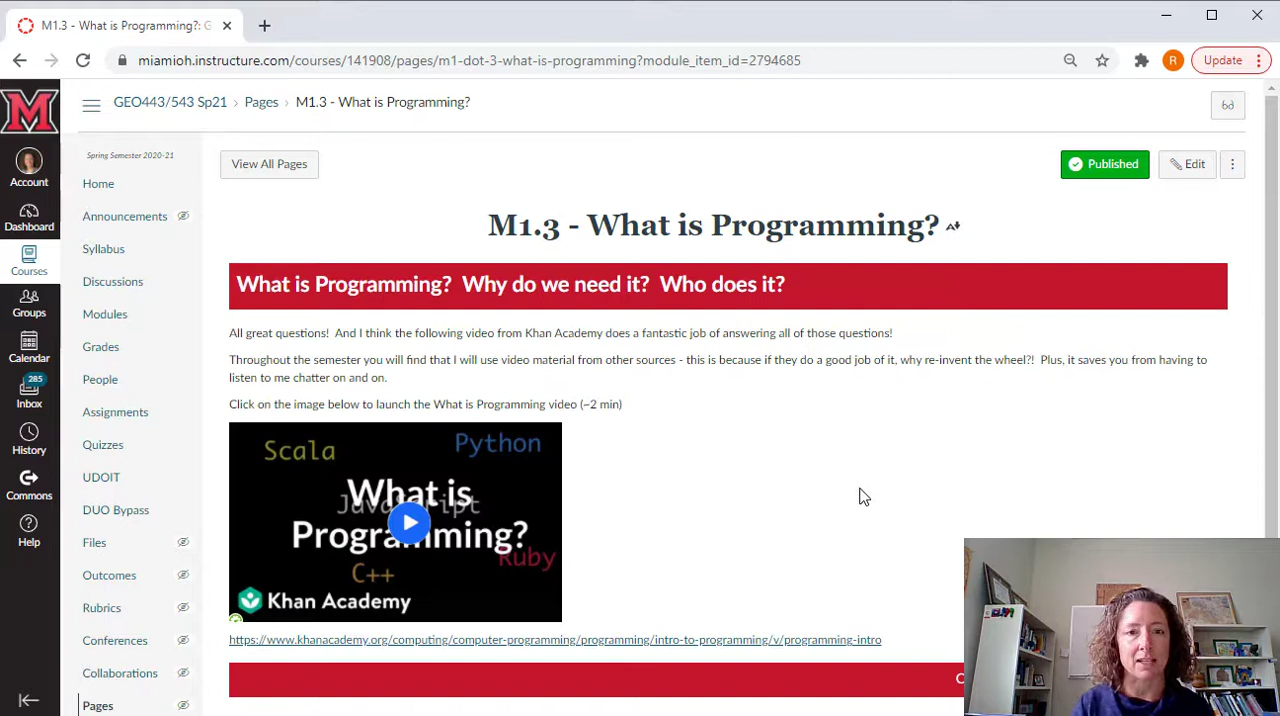 M1.3 - What is Programming?: G
miamioh.instructure.com/courses/141908/pages/m1-dot-3-what-is-programming?module_item_id=2794685
R
Update
GEO443/543 Sp21 › Pages › M1.3 - What is Programming?
Spring Semester 2020-21
View All Pages
Published
Edit
Account
Dashboard
Courses
Groups
Calendar
285
Inbox
History
Commons
Help
Home
Announcements
Syllabus
Discussions
Modules
Grades
People
Assignments
Quizzes
UDOIT
DUO Bypass
Files
Outcomes
Rubrics
Conferences
Collaborations
Pages
M1.3 - What is Programming?
What is Programming? Why do we need it? Who does it?
All great questions! And I think the following video from Khan Academy does a fantastic job of answering all of those questions!
Throughout the semester you will find that I will use video material from other sources - this is because if they do a good job of it, why re-invent the wheel?! Plus, it saves you from having to
listen to me chatter on and on.
Click on the image below to launch the What is Programming video (~2 min)
Scala
Python
JavaScript
What is
Programming?
Ruby
C++
Khan Academy
https://www.khanacademy.org/computing/computer-programming/programming/intro-to-programming/v/programming-intro